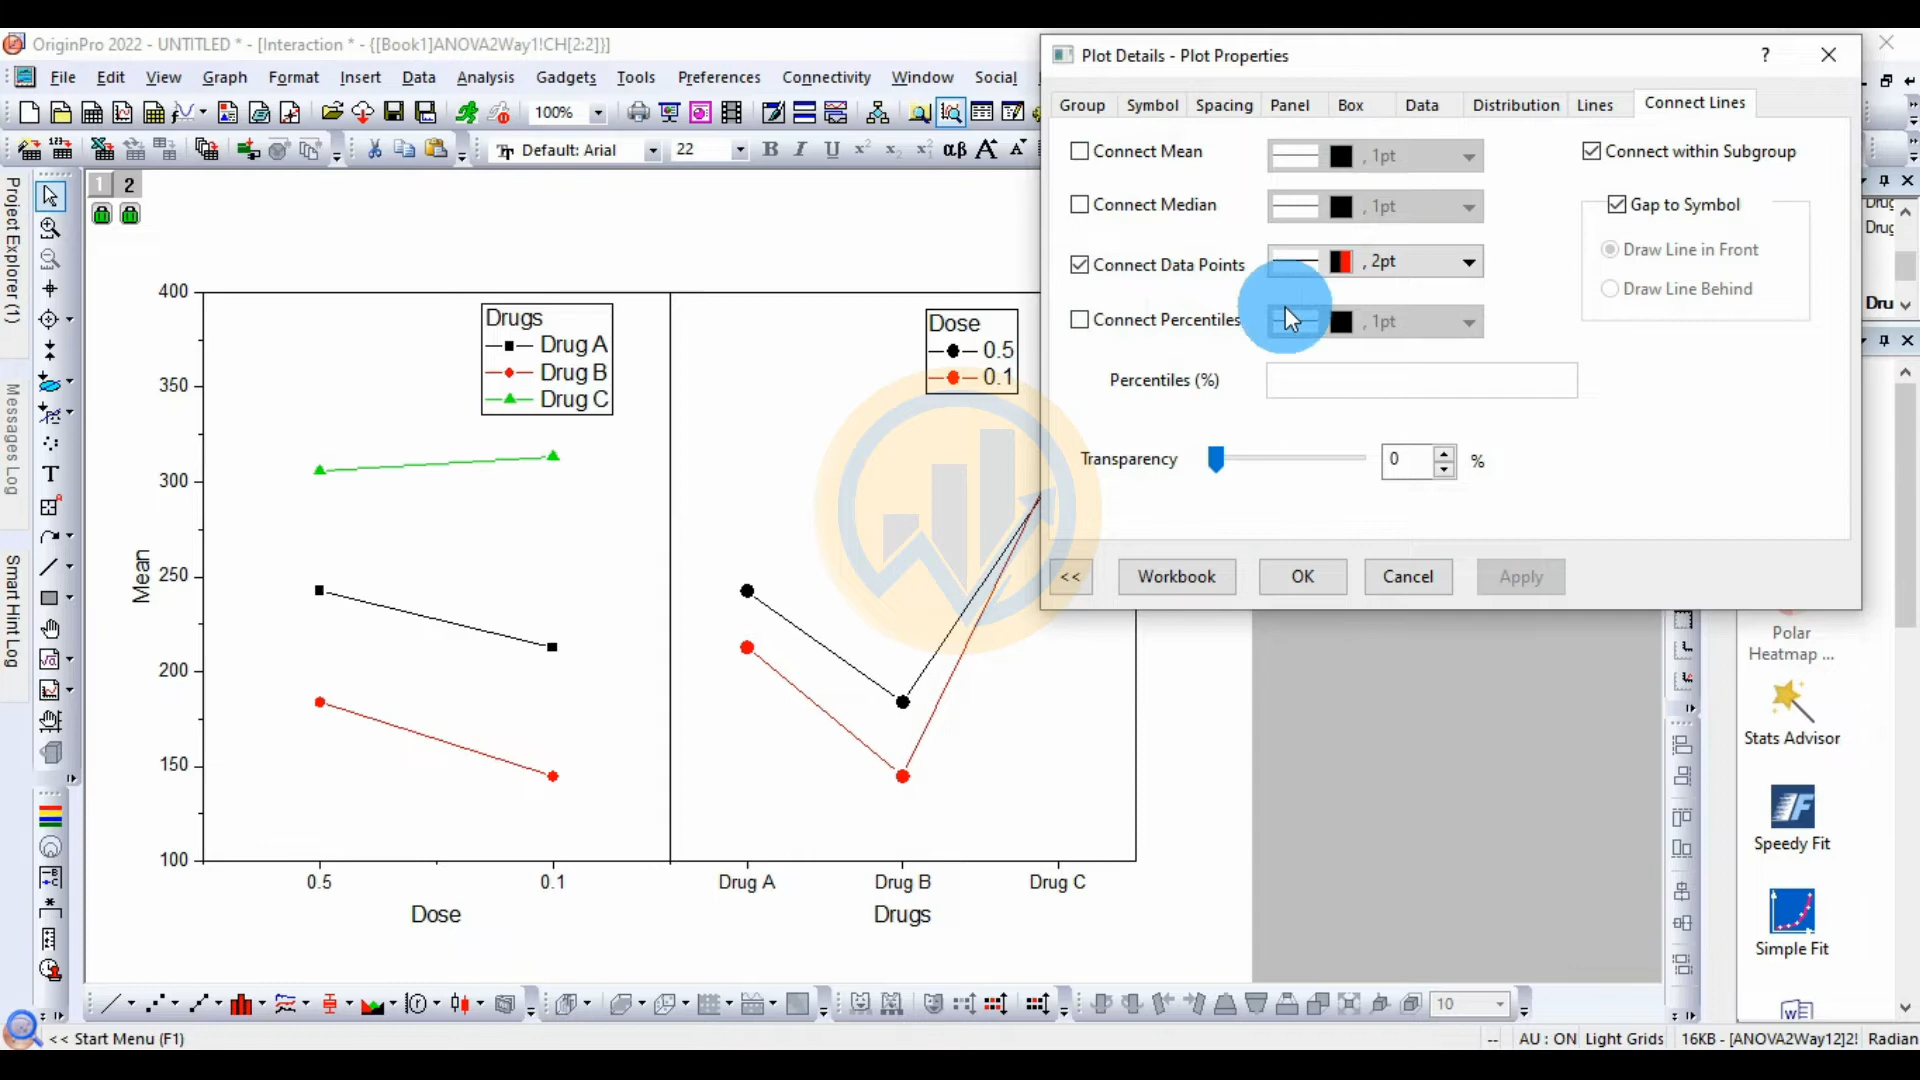 OriginPro 2022 - UNTITLED * - [Interaction * - {[Book1]ANOVA2Way1!CH[2:2]}]
File Edit View Graph Format Insert Data Analysis Gadgets Tools Preferences Connectivity Window Social
100%
Default: Arial 22 B I U αβ A A
Project Explorer (1)
Messages Log
Smart Hint Log
1 2
Plot Details - Plot Properties ?
Group Symbol Spacing Panel Box Data Distribution Lines Connect Lines
Connect Mean , 1pt Connect within Subgroup
Connect Median , 1pt Gap to Symbol
Draw Line in Front
Connect Data Points , 2pt
Draw Line Behind
Connect Percentiles , 1pt
Percentiles (%)
Transparency 0 %
<< Workbook OK Cancel Apply
400
350
300
250
200
150
100
Mean
Drugs
Drug A
Drug B
Drug C
Dose
0.5
0.1
0.5 0.1 Drug A Drug B Drug C
Dose Drugs
Dru
Polar
Heatmap ...
Stats Advisor
Speedy Fit
Simple Fit
10
<< Start Menu (F1) -- AU : ON Light Grids 16KB - [ANOVA2Way12]2! Radian